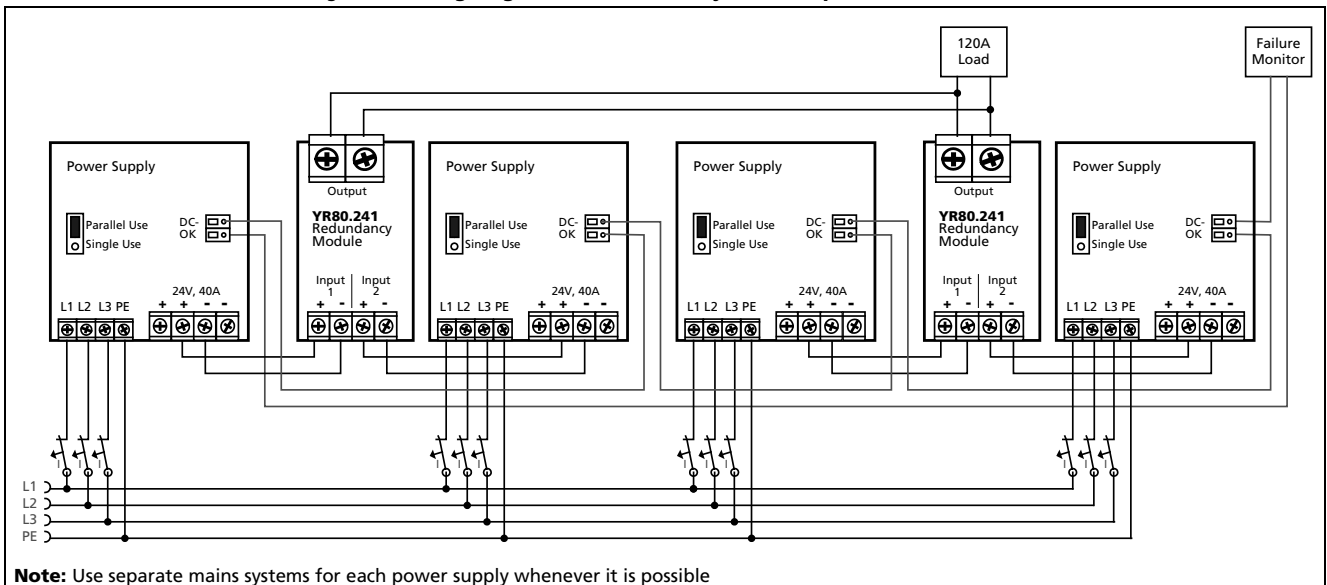 120A
Load
Failure
Monitor
Power Supply
Parallel Use
Single Use
DC-
OK
24V, 40A
L1 L2 L3 PE
+ + - -
Output
YR80.241
Redundancy
Module
Input
1
Input
2
+ - + -
Power Supply
Parallel Use
Single Use
DC-
OK
24V, 40A
L1 L2 L3 PE
+ + - -
Power Supply
Parallel Use
Single Use
DC-
OK
24V, 40A
L1 L2 L3 PE
+ + - -
Output
YR80.241
Redundancy
Module
Input
1
Input
2
+ - + -
Power Supply
Parallel Use
Single Use
DC-
OK
24V, 40A
L1 L2 L3 PE
+ + - -
I I I
I I I
I I I
I I I
L1
L2
L3
PE
Note: Use separate mains systems for each power supply whenever it is possible